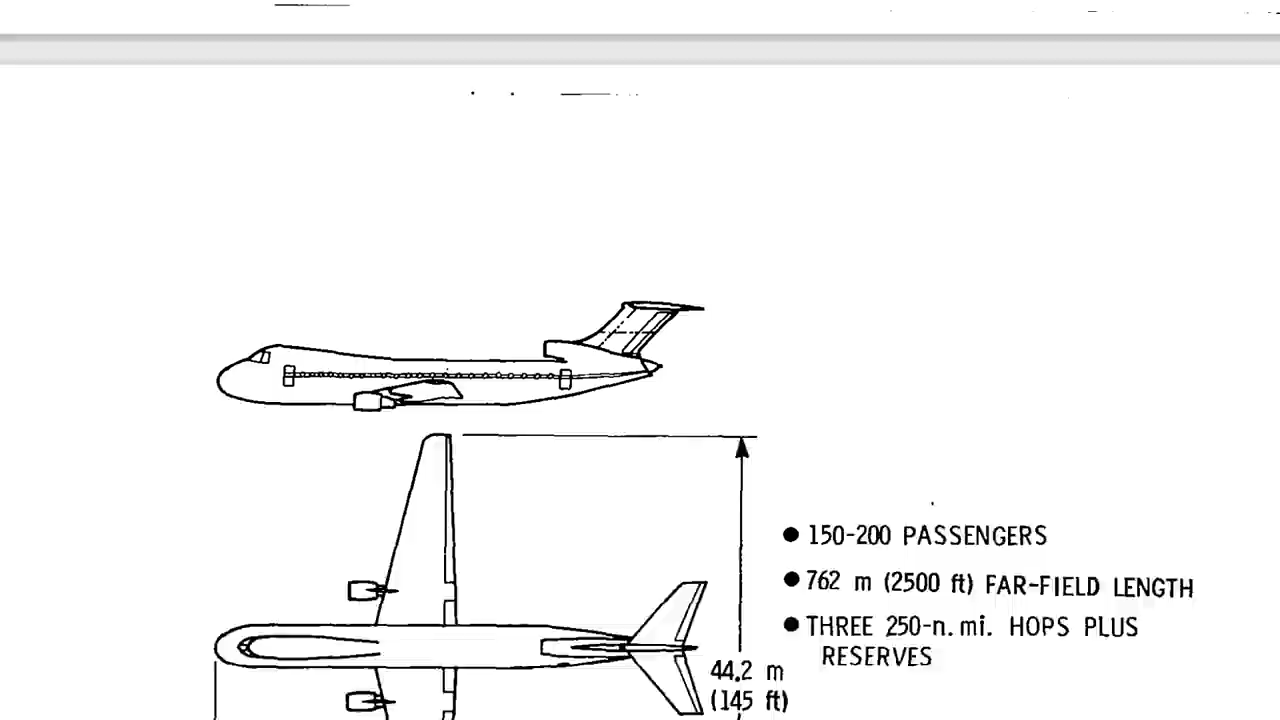 ● 150-200 PASSENGERS
● 762 m (2500 ft) FAR-FIELD LENGTH
● THREE 250-n. mi. HOPS PLUS
RESERVES
44.2 m
(145 ft)